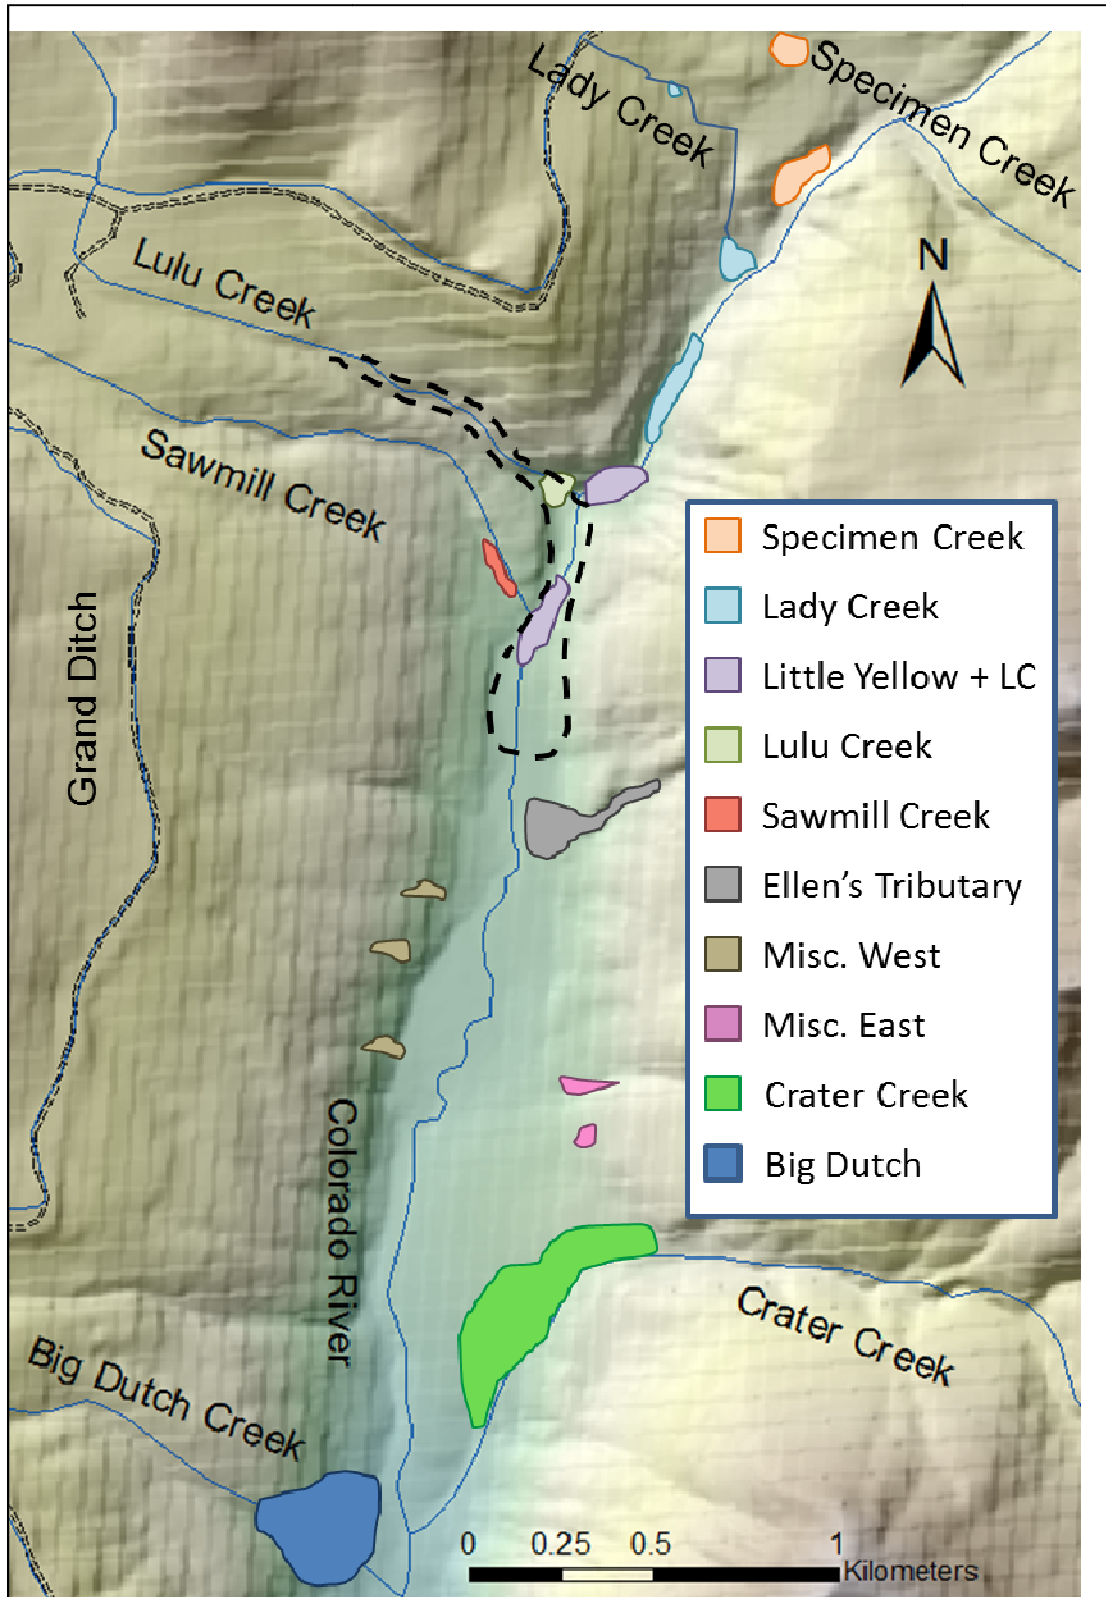 Lady Creek
Specimen Creek
Lulu Creek
N
Sawmill Creek
Grand Ditch
Specimen Creek
Lady Creek
Little Yellow + LC
Lulu Creek
Sawmill Creek
Ellen's Tributary
Misc. West
Misc. East
Crater Creek
Big Dutch
Colorado River
Crater Creek
Big Dutch Creek
0 0.25 0.5 1
Kilometers